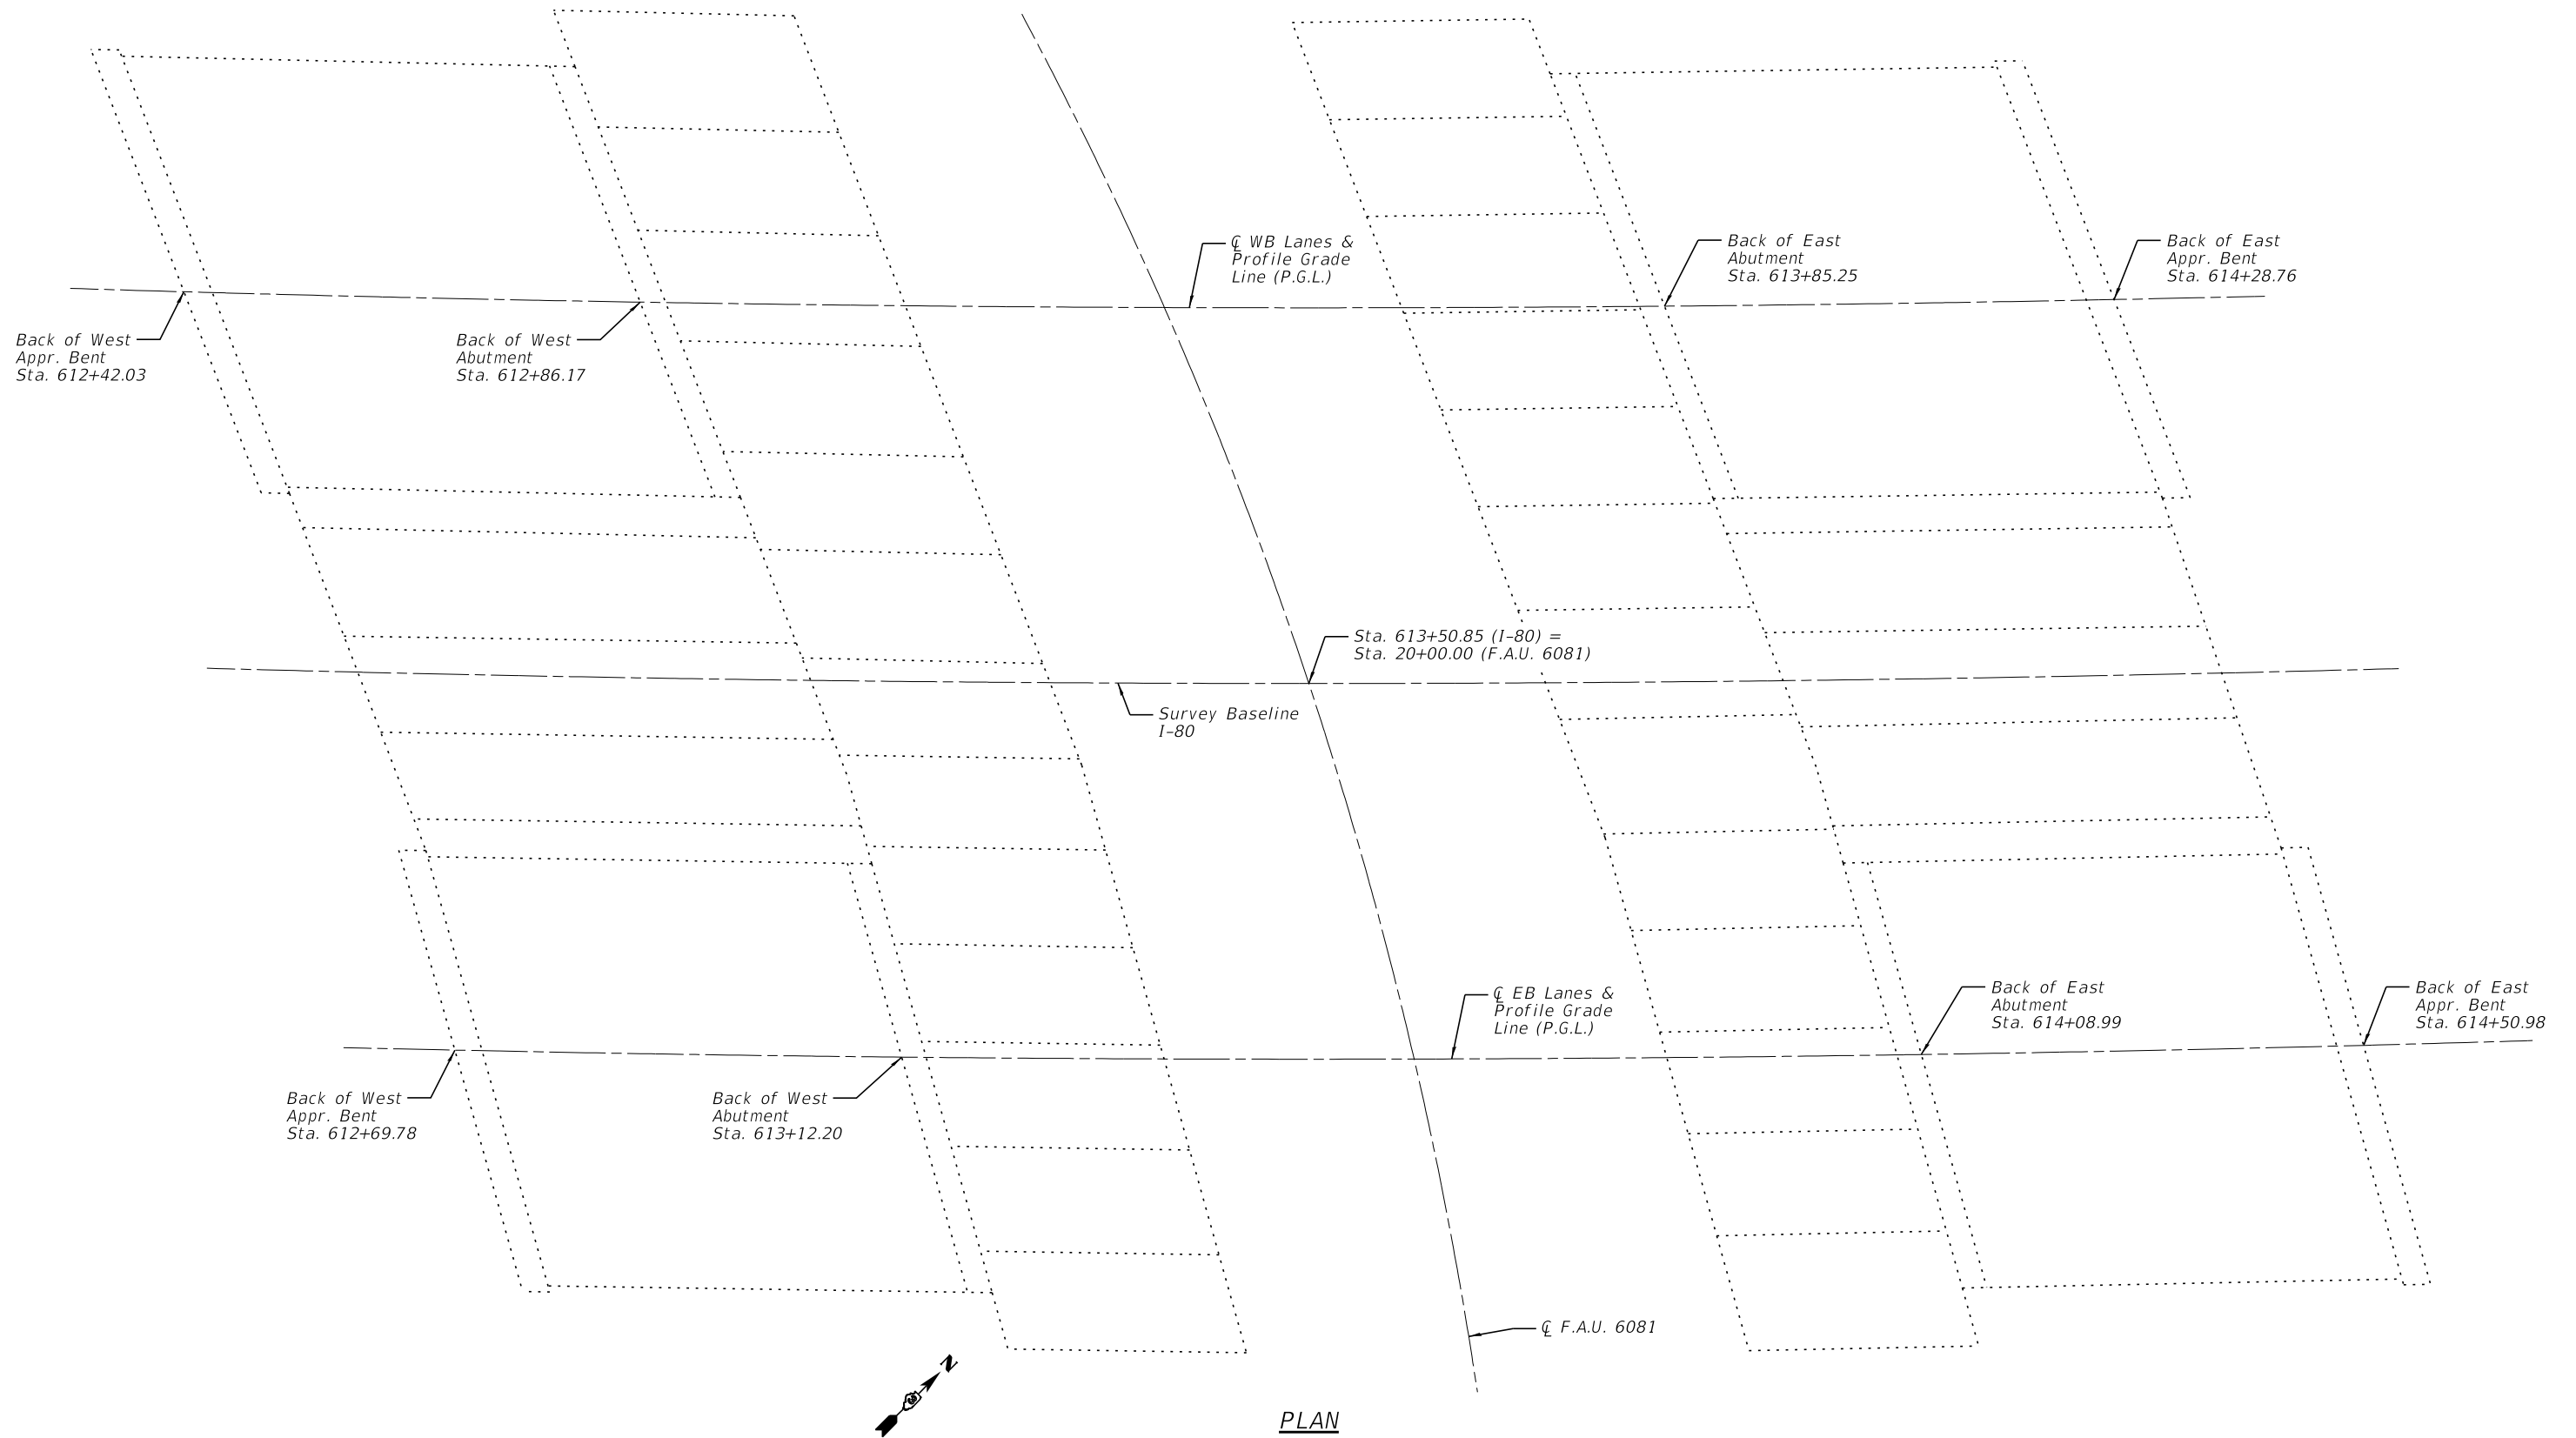 ℄ WB Lanes &
Profile Grade
Line (P.G.L.)
Back of East
Abutment
Sta. 613+85.25
Back of East
Appr. Bent
Sta. 614+28.76
Back of West
Appr. Bent
Sta. 612+42.03
Back of West
Abutment
Sta. 612+86.17
Sta. 613+50.85 (I-80) =
Sta. 20+00.00 (F.A.U. 6081)
Survey Baseline
I-80
℄ EB Lanes &
Profile Grade
Line (P.G.L.)
Back of East
Abutment
Sta. 614+08.99
Back of East
Appr. Bent
Sta. 614+50.98
Back of West
Appr. Bent
Sta. 612+69.78
Back of West
Abutment
Sta. 613+12.20
℄ F.A.U. 6081
N
PLAN